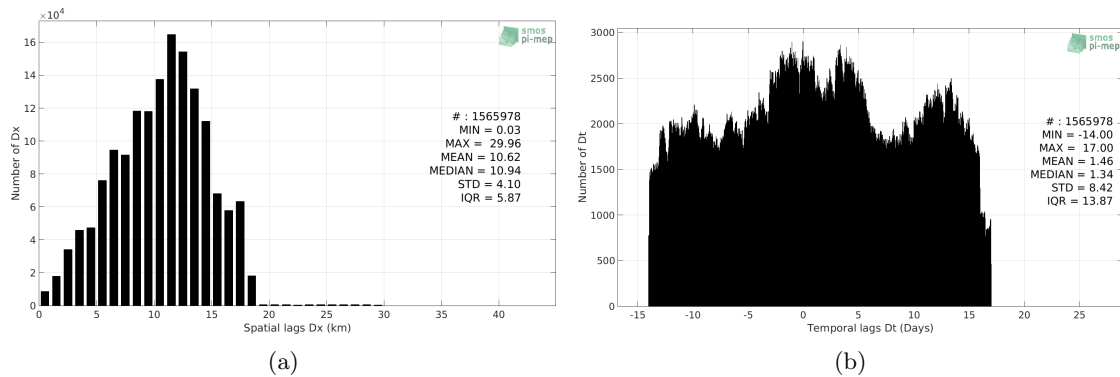 ×10⁴
16
14
12
10
8
6
4
2
0
Number of Dx
0 5 10 15 20 25 30 35 40
Spatial lags Dx (km)
smos
pi-mep
# : 1565978
MIN = 0.03
MAX = 29.96
MEAN = 10.62
MEDIAN = 10.94
STD = 4.10
IQR = 5.87
(a)
3000
2500
2000
1500
1000
500
0
Number of Dt
-15 -10 -5 0 5 10 15 20 25
Temporal lags Dt (Days)
smos
pi-mep
# : 1565978
MIN = -14.00
MAX = 17.00
MEAN = 1.46
MEDIAN = 1.34
STD = 8.42
IQR = 13.87
(b)